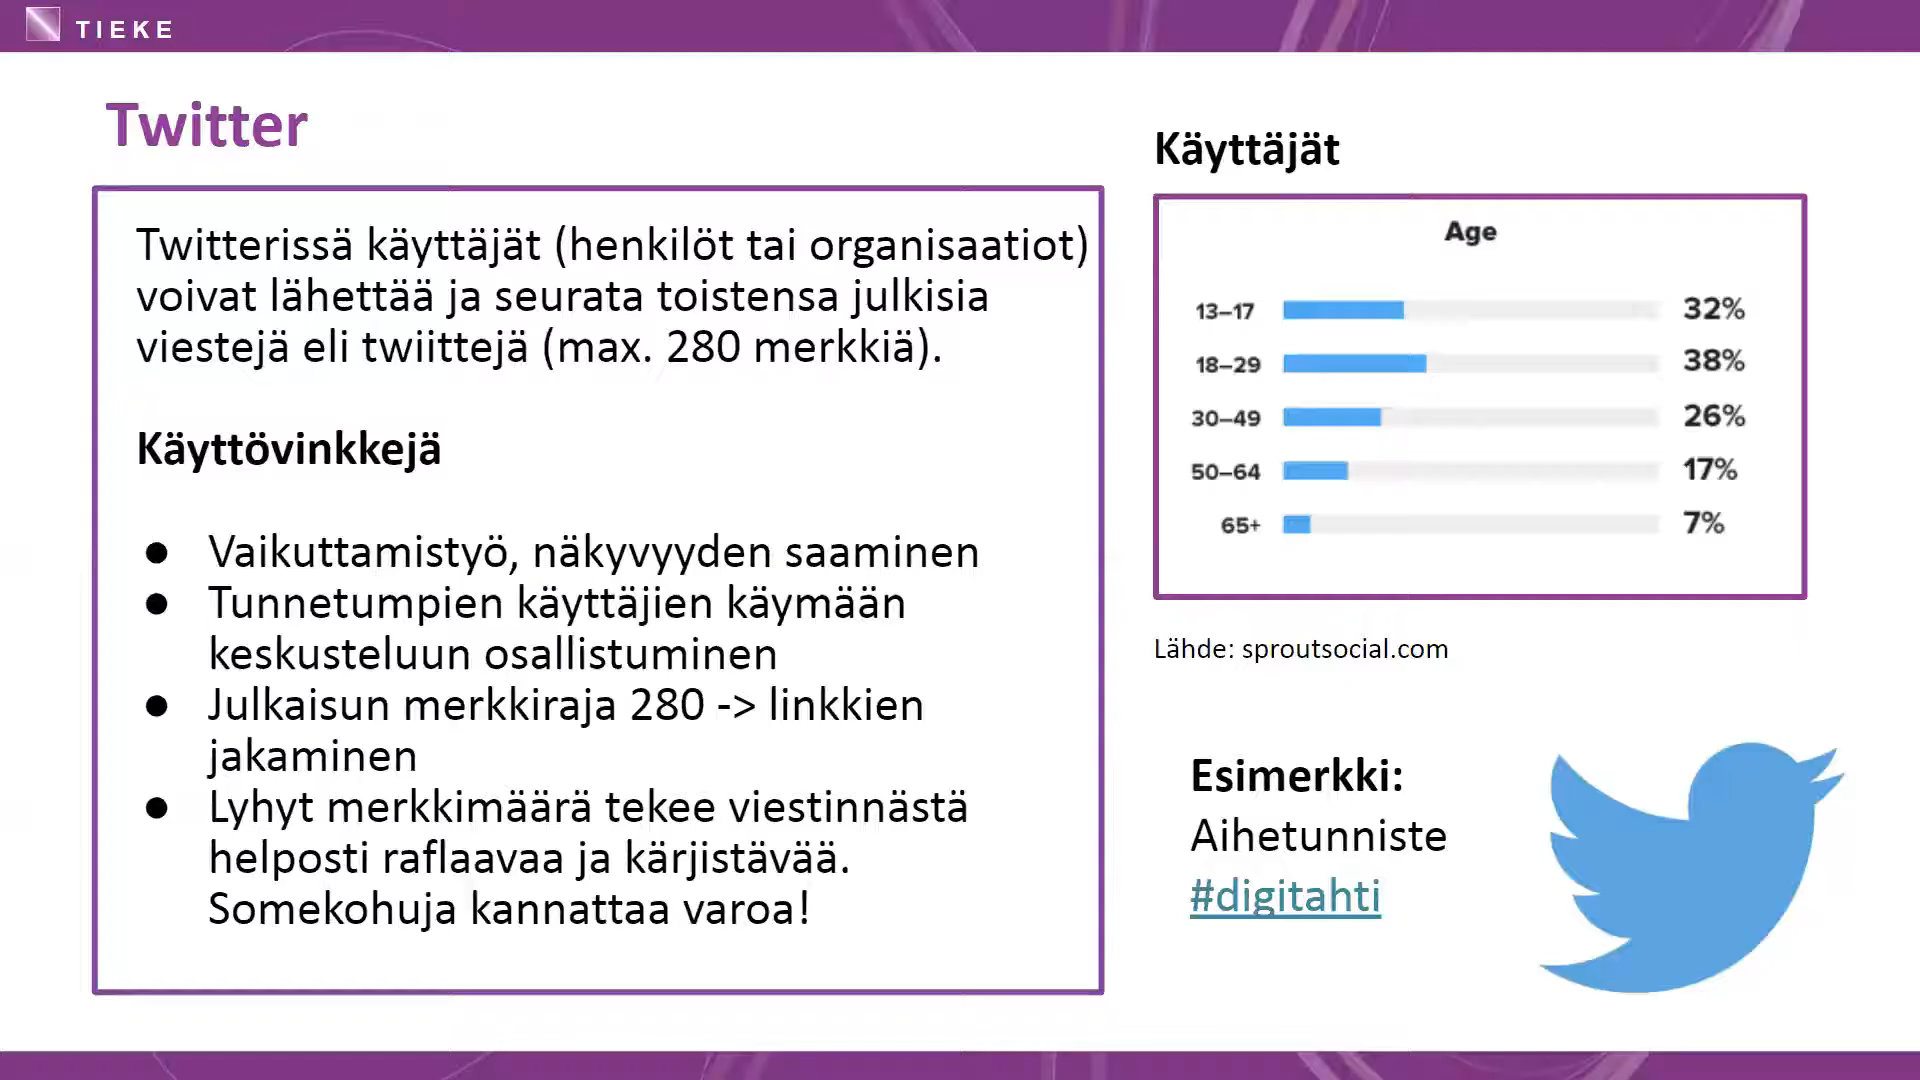 TIEKE
Twitter
Twitterissä käyttäjät (henkilöt tai organisaatiot)
voivat lähettää ja seurata toistensa julkisia
viestejä eli twiittejä (max. 280 merkkiä).
Käyttövinkkejä
● Vaikuttamistyö, näkyvyyden saaminen
● Tunnetumpien käyttäjien käymään
keskusteluun osallistuminen
● Julkaisun merkkiraja 280 -> linkkien
jakaminen
● Lyhyt merkkimäärä tekee viestinnästä
helposti raflaavaa ja kärjistävää.
Somekohuja kannattaa varoa!
Käyttäjät
Age
13–17 32%
18–29 38%
30–49 26%
50–64 17%
65+ 7%
Lähde: sproutsocial.com
Esimerkki:
Aihetunniste
#digitahti